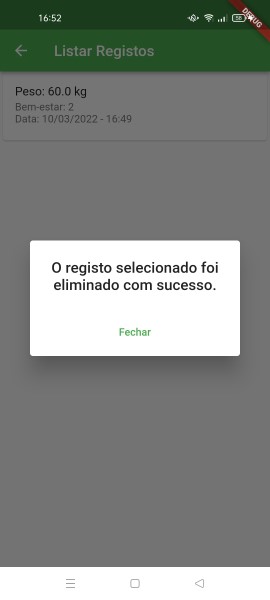 16:52
DEBUG
Listar Registos
Peso: 60.0 kg
Bem-estar: 2
Data: 10/03/2022 - 16:49
O registo selecionado foi
eliminado com sucesso.
Fechar